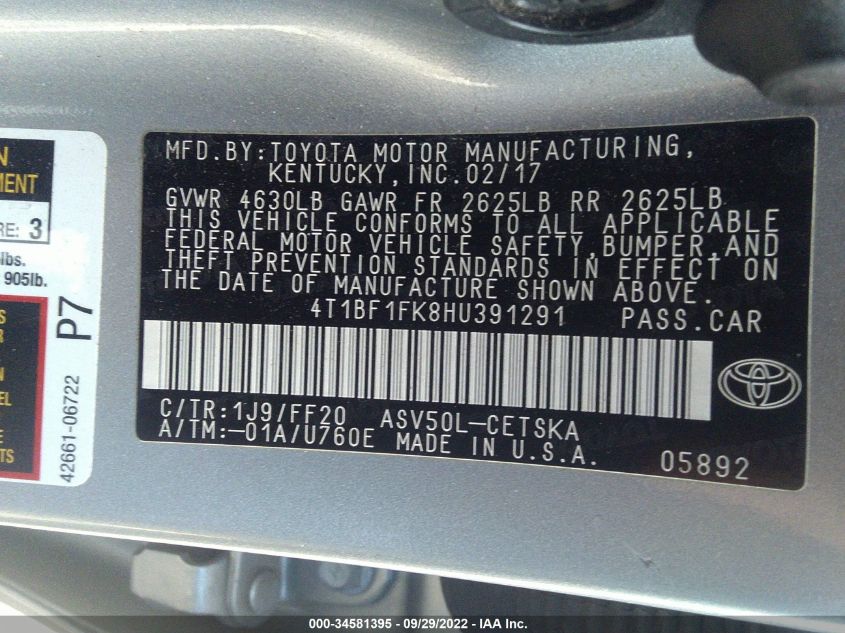 MFD.BY:TOYOTA MOTOR MANUFACTURING,
KENTUCKY,INC.02/17
GVWR 4630LB GAWR FR 2625LB RR 2625LB
THIS VEHICLE CONFORMS TO ALL APPLICABLE
FEDERAL MOTOR VEHICLE SAFETY,BUMPER,AND
THEFT PREVENTION STANDARDS IN EFFECT ON
THE DATE OF MANUFACTURE SHOWN ABOVE.
4T1BF1FK8HU391291 PASS.CAR
C/TR:1J9/FF20 ASV50L-CETSKA
A/TM:-01A/U760E MADE IN U.S.A. 05892
N
MENT
RE: 3
lbs.
905lb.
P7
42661-06722
S
R
N
EL
TS
000-34581395 - 09/29/2022 - IAA Inc.